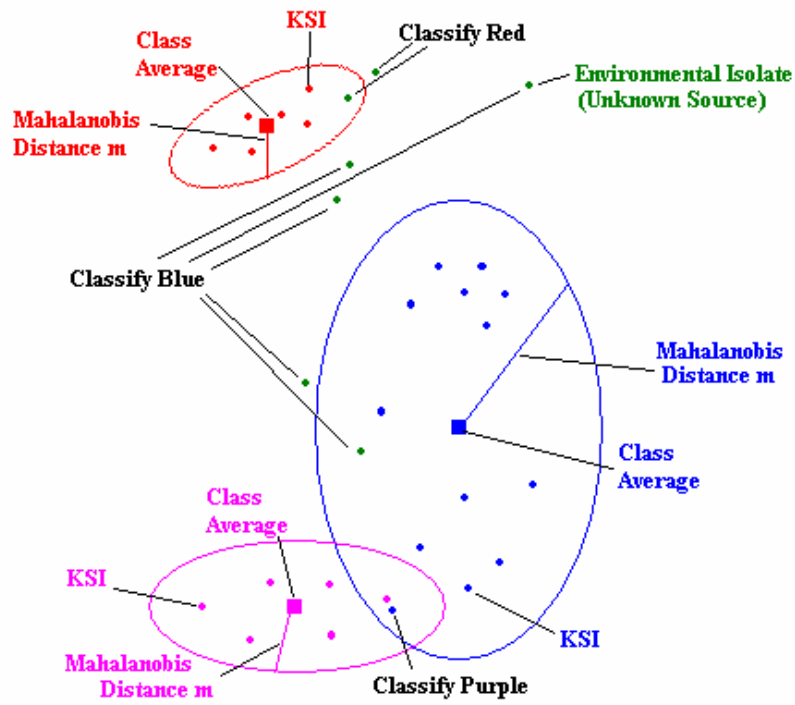 KSI
Classify Red
Class
Average
Environmental Isolate
(Unknown Source)
Mahalanobis
Distance m
Classify Blue
Mahalanobis
Distance m
Class
Average
Class
Average
KSI
KSI
Mahalanobis
Distance m
Classify Purple